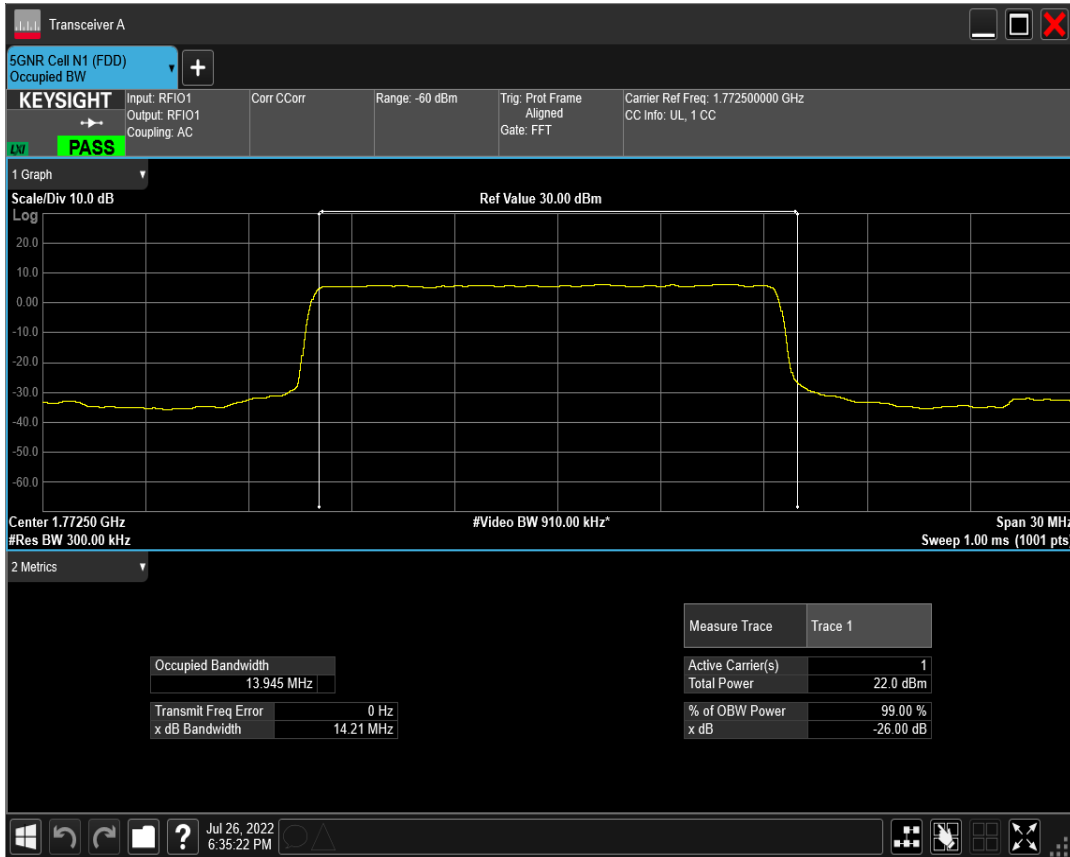 Transceiver A
5GNR Cell N1 (FDD)
Occupied BW
+
KEYSIGHT
LXI
PASS
Input: RFIO1
Output: RFIO1
Coupling: AC
Corr CCorr
Range: -60 dBm
Trig: Prot Frame
Aligned
Gate: FFT
Carrier Ref Freq: 1.772500000 GHz
CC Info: UL, 1 CC
1 Graph
Scale/Div 10.0 dB
Ref Value 30.00 dBm
Log
20.0
10.0
0.00
-10.0
-20.0
-30.0
-40.0
-50.0
-60.0
Center 1.77250 GHz
#Video BW 910.00 kHz*
Span 30 MHz
#Res BW 300.00 kHz
Sweep 1.00 ms (1001 pts)
2 Metrics
Measure Trace Trace 1
Occupied Bandwidth
13.945 MHz
Active Carrier(s) 1
Total Power 22.0 dBm
Transmit Freq Error 0 Hz
x dB Bandwidth 14.21 MHz
% of OBW Power 99.00 %
x dB -26.00 dB
?
Jul 26, 2022
6:35:22 PM